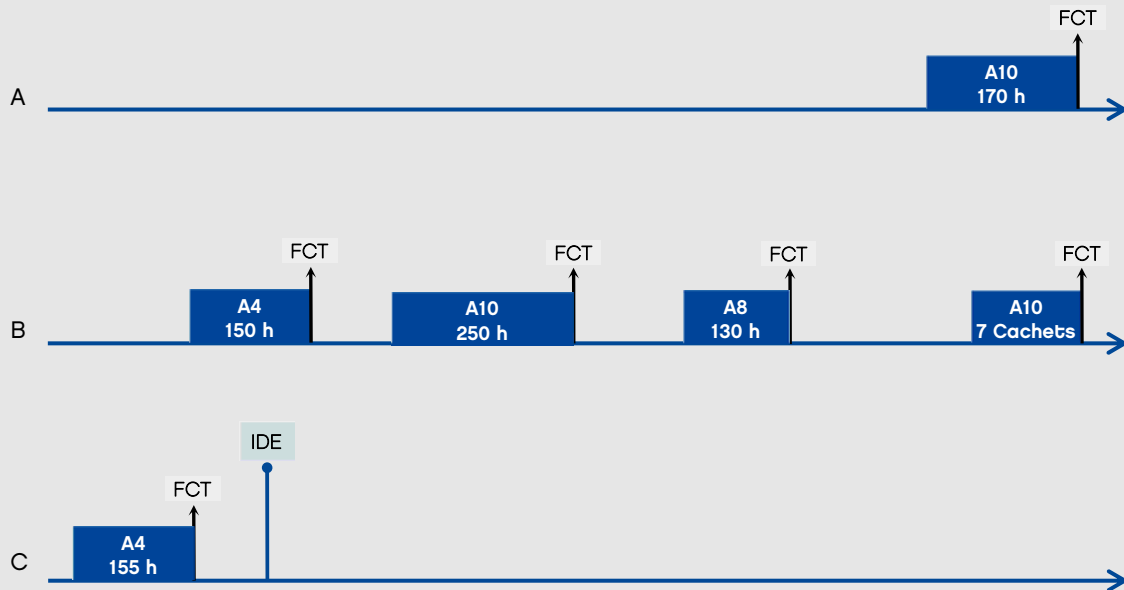 FCT
A10
170 h
A
FCT
FCT
FCT
FCT
A4
150 h
A10
250 h
A8
130 h
A10
7 Cachets
B
IDE
FCT
A4
155 h
C